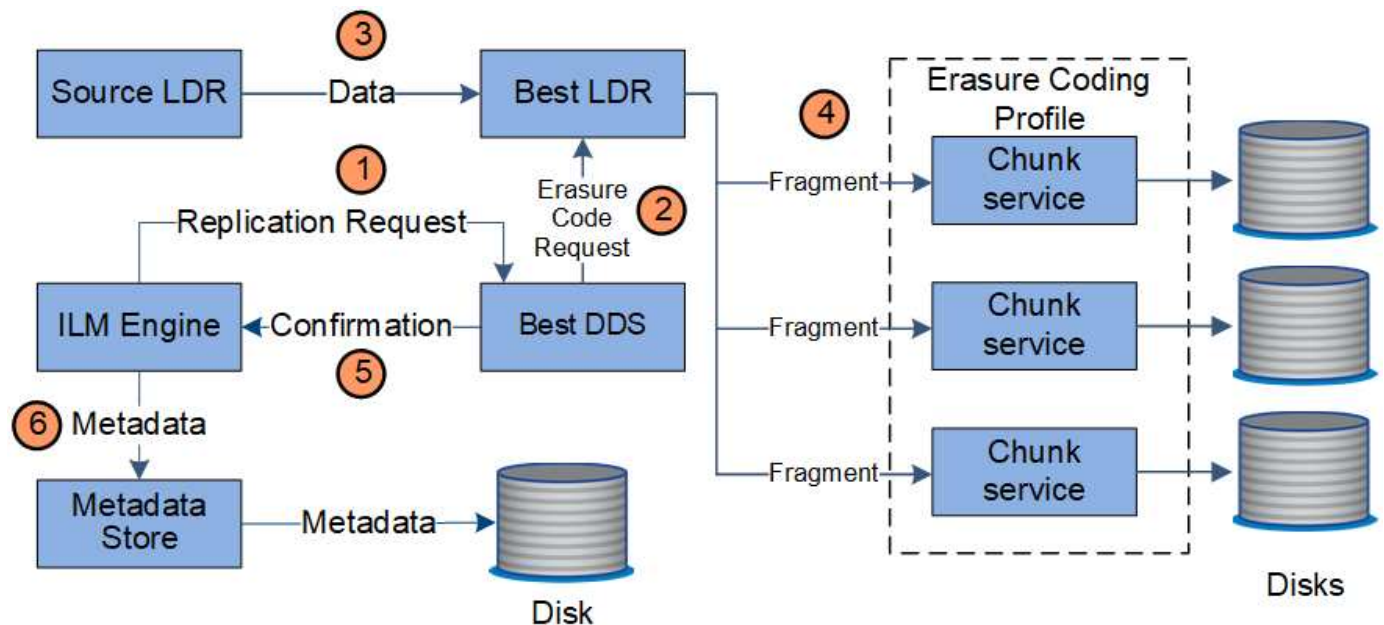 3
Source LDR
Data
Best LDR
1
Replication Request
Erasure
Code
Request
2
ILM Engine
Confirmation
Best DDS
5
6
Metadata
Metadata
Store
Metadata
Disk
4
Erasure Coding
Profile
Fragment
Chunk
service
Fragment
Chunk
service
Fragment
Chunk
service
Disks